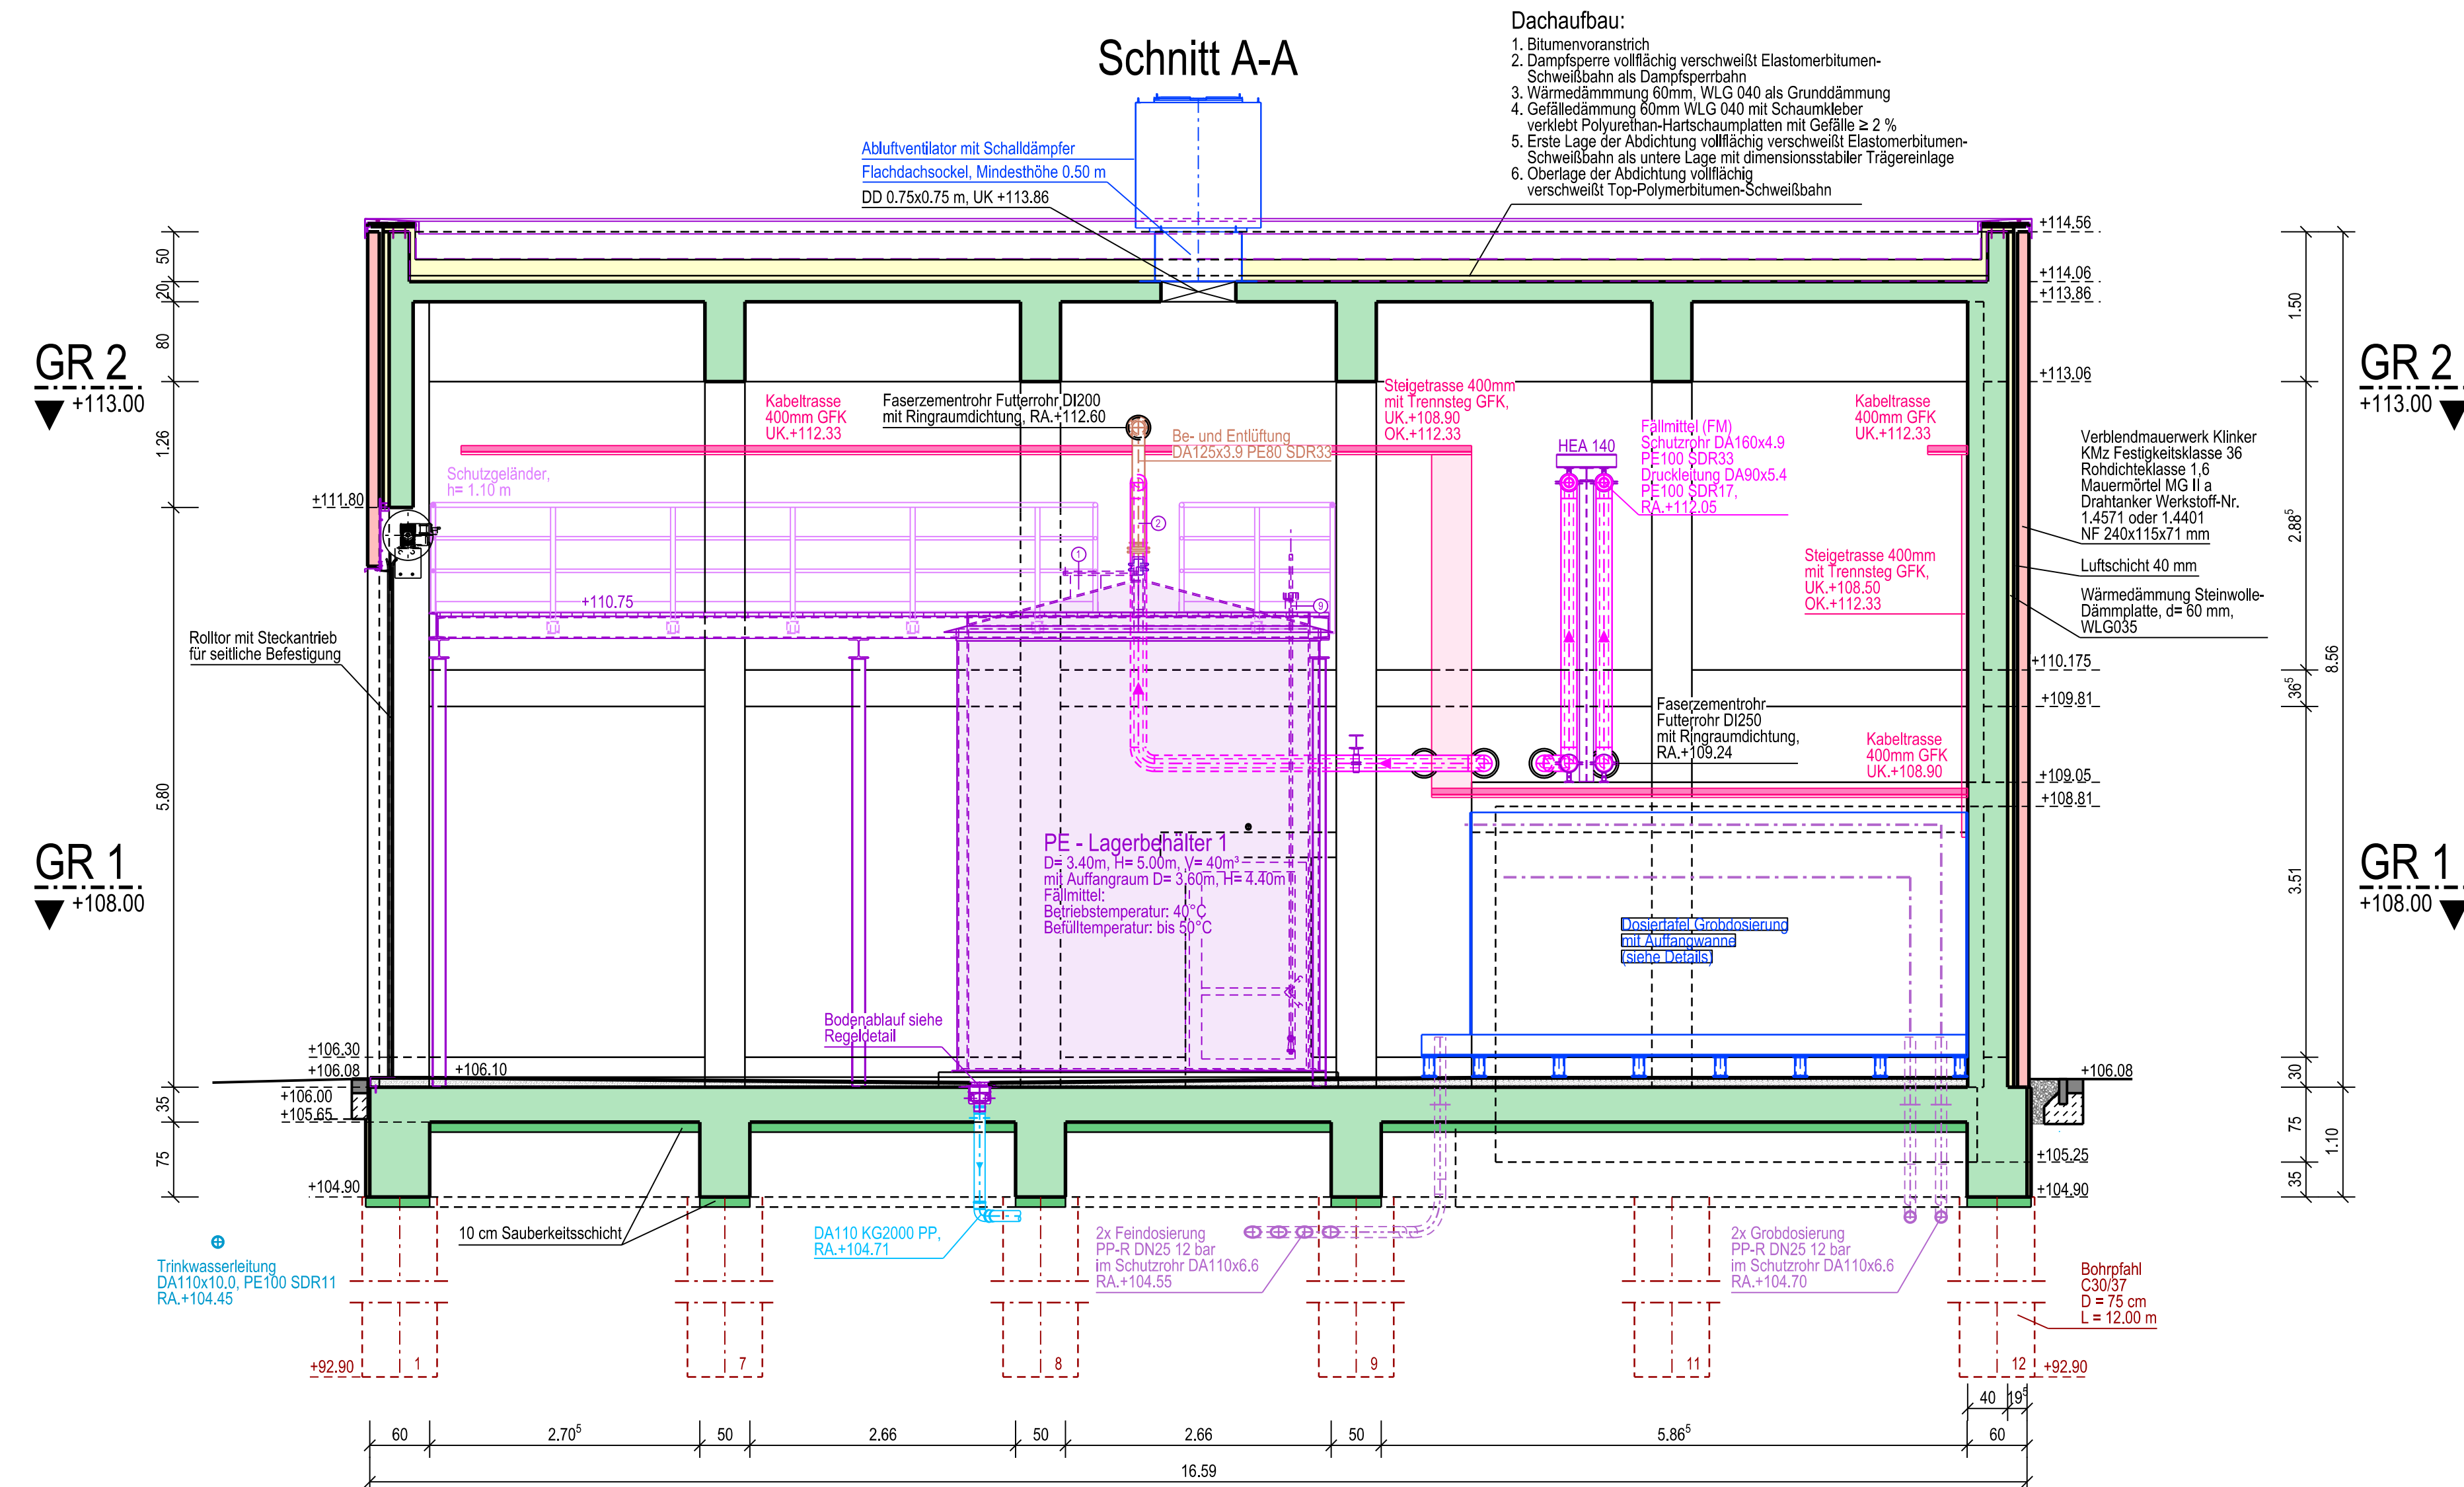 Schnitt A-A
Dachaufbau:
1. Bitumenvoranstrich
2. Dampfsperre vollflächig verschweißt Elastomerbitumen-
Schweißbahn als Dampfsperrbahn
3. Wärmedämmmung 60mm, WLG 040 als Grunddämmung
4. Gefälledämmung 60mm WLG 040 mit Schaumkleber
verklebt Polyurethan-Hartschaumplatten mit Gefälle ≥ 2 %
5. Erste Lage der Abdichtung vollflächig verschweißt Elastomerbitumen-
Schweißbahn als untere Lage mit dimensionsstabiler Trägereinlage
6. Oberlage der Abdichtung vollflächig
verschweißt Top-Polymerbitumen-Schweißbahn
Abluftventilator mit Schalldämpfer
Flachdachsockel, Mindesthöhe 0.50 m
DD 0.75x0.75 m, UK +113.86
+114.56
+114.06
+113.86
+113.06
50
20
80
1.26
5.80
35
75
GR 2
+113.00
GR 1
+108.00
Kabeltrasse
400mm GFK
UK.+112.33
Faserzementrohr Futterrohr DI200
mit Ringraumdichtung, RA.+112.60
Be- und Entlüftung
DA125x3.9 PE80 SDR33
Steigetrasse 400mm
mit Trennsteg GFK,
UK.+108.90
OK.+112.33
HEA 140
Fällmittel (FM)
Schutzrohr DA160x4.9
PE100 SDR33
Druckleitung DA90x5.4
PE100 SDR17,
RA.+112.05
Kabeltrasse
400mm GFK
UK.+112.33
Schutzgeländer,
h= 1.10 m
+111.80
+110.75
1
2
9
Rolltor mit Steckantrieb
für seitliche Befestigung
Steigetrasse 400mm
mit Trennsteg GFK,
UK.+108.50
OK.+112.33
Verblendmauerwerk Klinker
KMz Festigkeitsklasse 36
Rohdichteklasse 1,6
Mauermörtel MG II a
Drahtanker Werkstoff-Nr.
1.4571 oder 1.4401
NF 240x115x71 mm
Luftschicht 40 mm
Wärmedämmung Steinwolle-
Dämmplatte, d= 60 mm,
WLG035
GR 2
+113.00
GR 1
+108.00
1.50
2.88⁵
36⁵
3.51
30
75
35
8.56
1.10
+110.175
+109.81
+109.05
+108.81
Faserzementrohr
Futterrohr DI250
mit Ringraumdichtung,
RA.+109.24
Kabeltrasse
400mm GFK
UK.+108.90
PE - Lagerbehälter 1
D= 3.40m, H= 5.00m, V= 40m³
mit Auffangraum D= 3.60m, H= 4.40m
Fällmittel:
Betriebstemperatur: 40°C
Befülltemperatur: bis 50°C
Dosiertafel Grobdosierung
mit Auffangwanne
(siehe Details)
Bodenablauf siehe
Regeldetail
+106.30
+106.08
+106.10
+106.00
+105.65
+104.90
+106.08
+105.25
+104.90
10 cm Sauberkeitsschicht
DA110 KG2000 PP,
RA.+104.71
2x Feindosierung
PP-R DN25 12 bar
im Schutzrohr DA110x6.6
RA.+104.55
2x Grobdosierung
PP-R DN25 12 bar
im Schutzrohr DA110x6.6
RA.+104.70
Trinkwasserleitung
DA110x10.0, PE100 SDR11
RA.+104.45
Bohrpfahl
C30/37
D = 75 cm
L = 12.00 m
+92.90
1
7
8
9
11
12
+92.90
40
19⁵
60
2.70⁵
50
2.66
50
2.66
50
5.86⁵
60
16.59